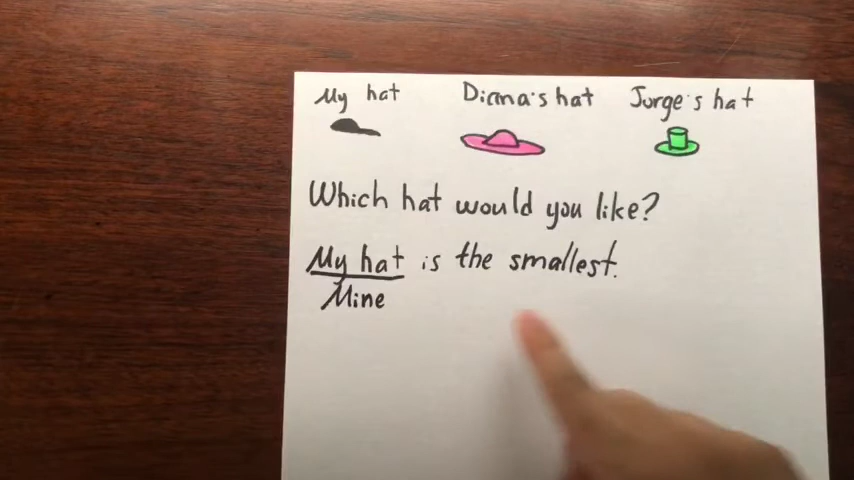 My hat Diana's hat Jorge's hat
Which hat would you like?
My hat is the smallest.
Mine